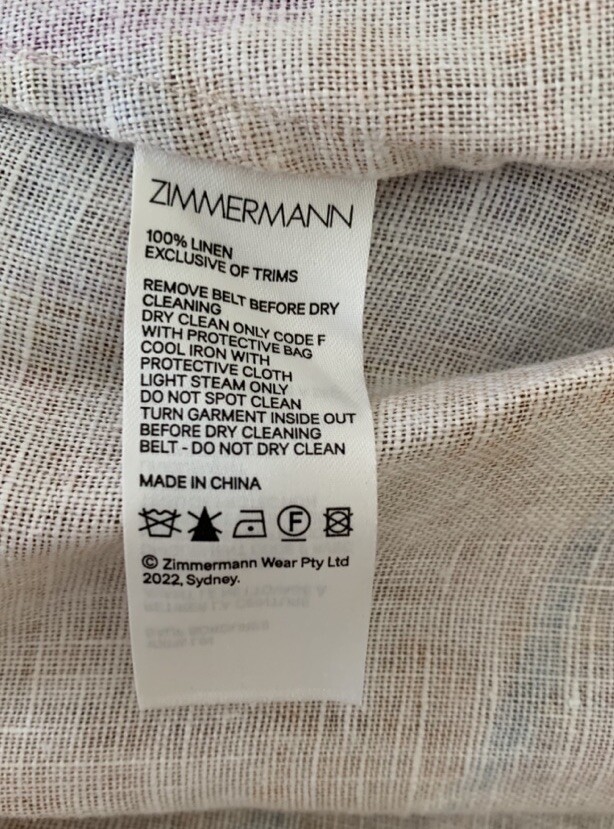 ZIMMERMANN
100% LINEN
EXCLUSIVE OF TRIMS
REMOVE BELT BEFORE DRY
CLEANING
DRY CLEAN ONLY CODE F
WITH PROTECTIVE BAG
COOL IRON WITH
PROTECTIVE CLOTH
LIGHT STEAM ONLY
DO NOT SPOT CLEAN
TURN GARMENT INSIDE OUT
BEFORE DRY CLEANING
BELT - DO NOT DRY CLEAN
MADE IN CHINA
F
© Zimmermann Wear Pty Ltd
2022, Sydney.